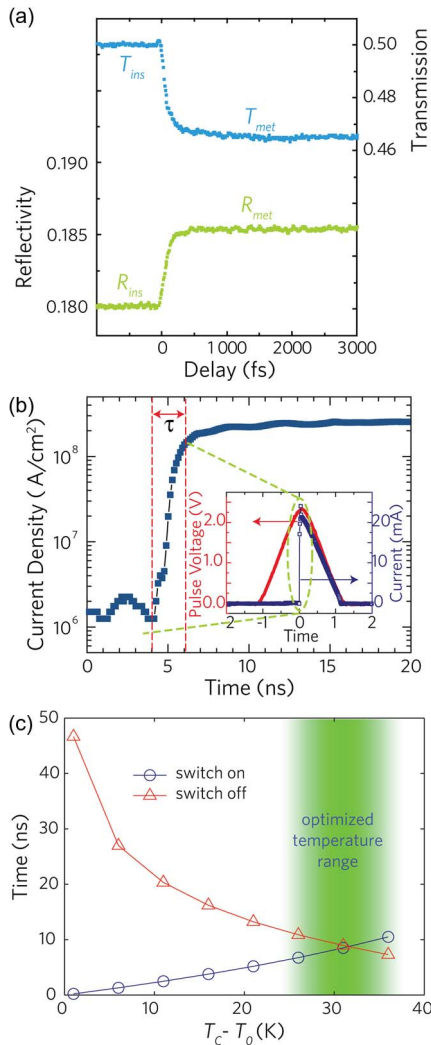 (a)
0.50
T_ins
0.48
T_met
0.46
Transmission
0.190
R_met
0.185
Reflectivity
R_ins
0.180
0 1000 2000 3000
Delay (fs)
(b)
τ
10^8
10^7
10^6
Current Density ( A/cm²)
2.0
1.0
0.0
Pulse Voltage (V)
20
10
0
Current (mA)
2 -1 0 1 2
Time
0 5 10 15 20
Time (ns)
(c)
50
40
30
20
10
0
Time (ns)
switch on
switch off
optimized
temperature
range
0 10 20 30 40
T_C- T_0 (K)